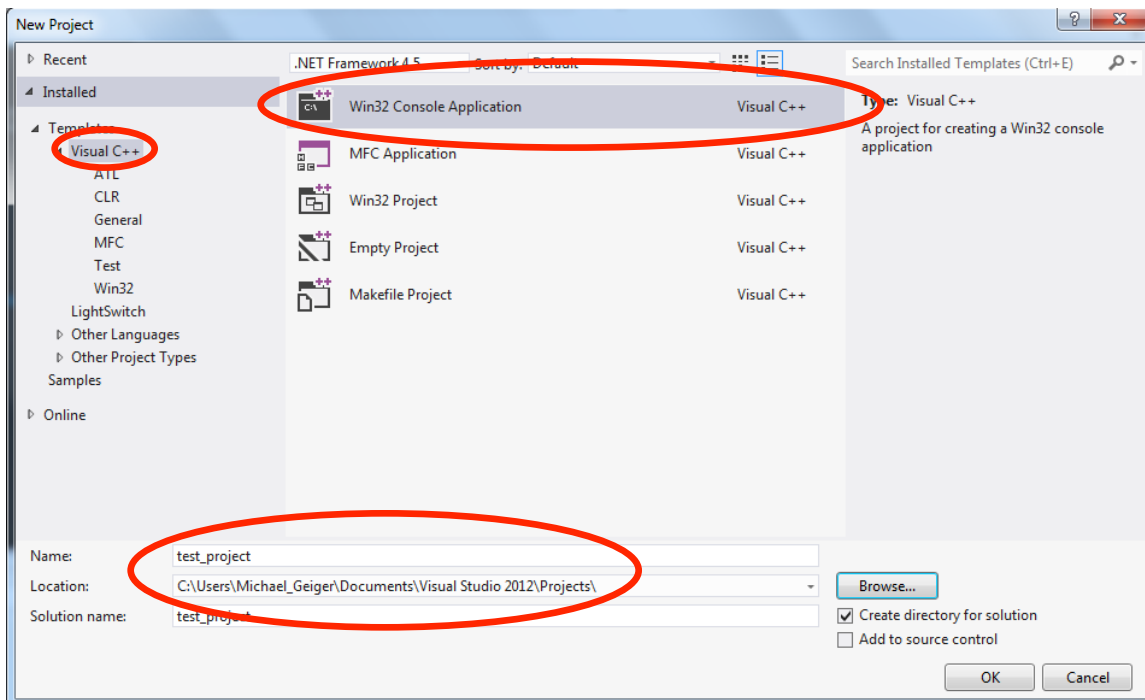 New Project
Recent
Installed
Templates
Visual C++
ATL
CLR
General
MFC
Test
Win32
LightSwitch
Other Languages
Other Project Types
Samples
Online
.NET Framework 4.5 Sort by: Default
Win32 Console Application Visual C++
MFC Application Visual C++
Win32 Project Visual C++
Empty Project Visual C++
Makefile Project Visual C++
Search Installed Templates (Ctrl+E)
Type: Visual C++
A project for creating a Win32 console
application
Name: test_project
Location: C:\Users\Michael_Geiger\Documents\Visual Studio 2012\Projects\
Solution name: test_project
Browse...
Create directory for solution
Add to source control
OK Cancel